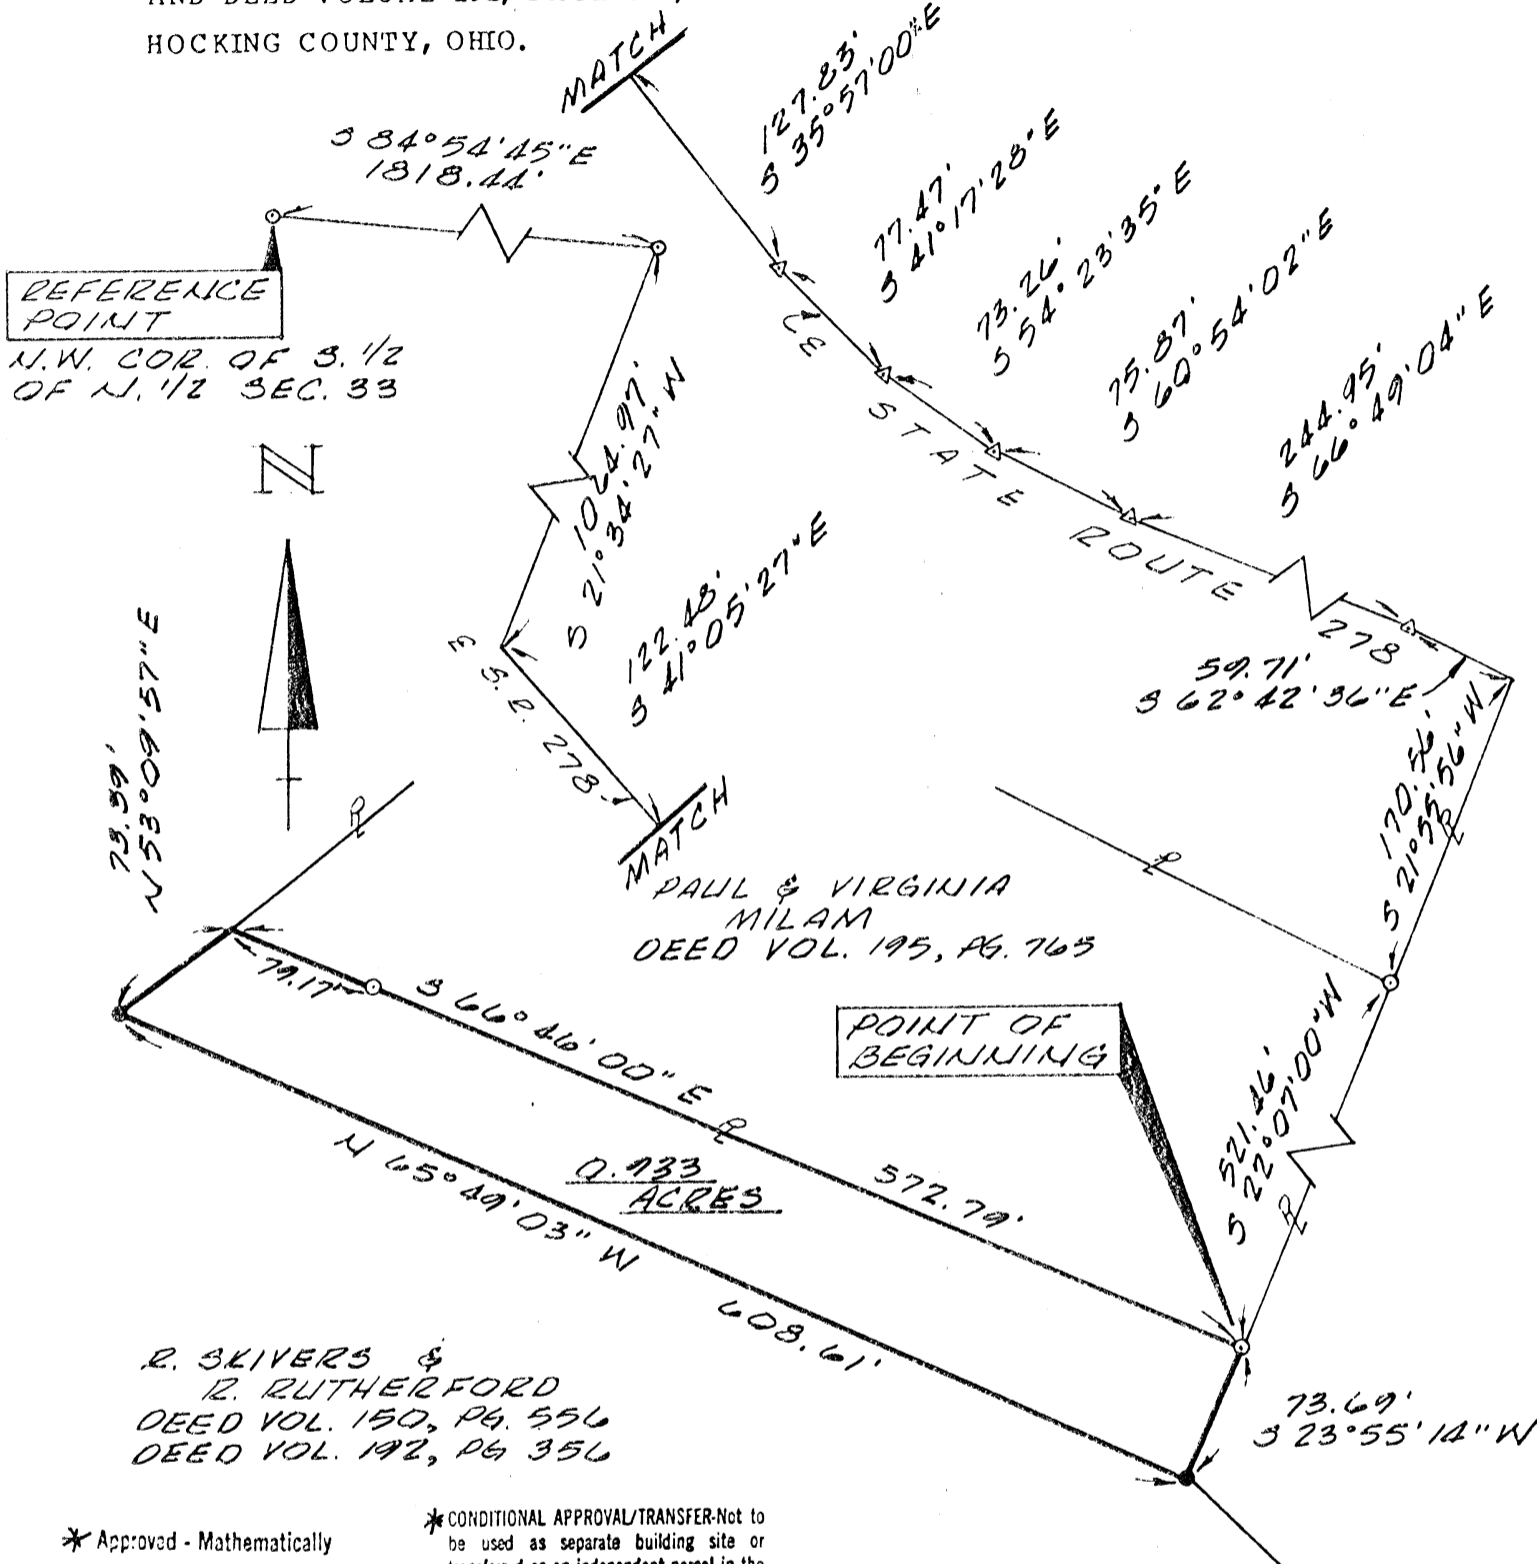 HOCKING COUNTY, OHIO.
MATCH
127.83'
S 35°57'00"E
S 84°54'45"E
1818.44'
77.47'
S 41°17'28"E
73.26'
S 54°23'35"E
75.87'
S 60°54'02"E
244.95'
S 66°49'04"E
REFERENCE
POINT
N.W. COR. OF S. 1/2
OF N. 1/2 SEC. 33
N
℄ STATE ROUTE 278
1064.97'
S 21°34'27"W
122.48'
S 41°05'27"E
℄ S.R. 278
MATCH
59.71'
S 62°42'36"E
170.56'
S 21°55'56"W
73.39'
N 53°09'57"E
PAUL & VIRGINIA
MILAM
DEED VOL. 195, PG. 765
79.17'
S 66°46'00"E
572.79'
POINT OF
BEGINNING
521.46'
S 22°07'00"W
0.933
ACRES
N 65°49'03"W
608.61'
R. SKIVERS &
R. RUTHERFORD
DEED VOL. 150, PG. 556
DEED VOL. 192, PG 356
73.69'
S 23°55'14"W
* Approved - Mathematically
* CONDITIONAL APPROVAL/TRANSFER-Not to
be used as separate building site or